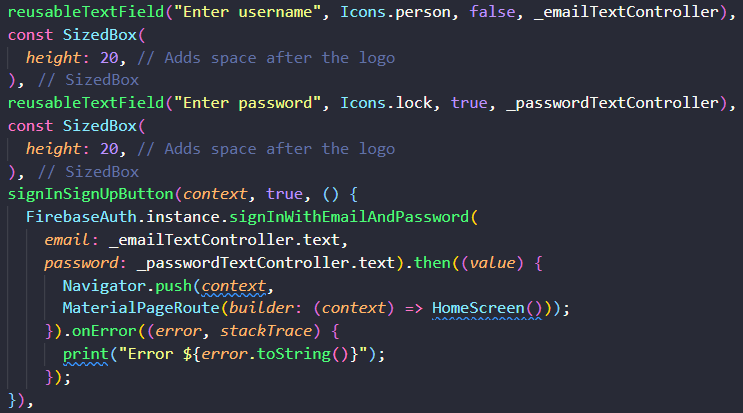 reusableTextField("Enter username", Icons.person, false, _emailTextController),
const SizedBox(
  height: 20, // Adds space after the logo
), // SizedBox
reusableTextField("Enter password", Icons.lock, true, _passwordTextController),
const SizedBox(
  height: 20, // Adds space after the logo
), // SizedBox
signInSignUpButton(context, true, () {
  FirebaseAuth.instance.signInWithEmailAndPassword(
    email: _emailTextController.text,
    password: _passwordTextController.text).then((value) {
      Navigator.push(context,
      MaterialPageRoute(builder: (context) => HomeScreen()));
    }).onError((error, stackTrace) {
      print("Error ${error.toString()}");
    });
}),